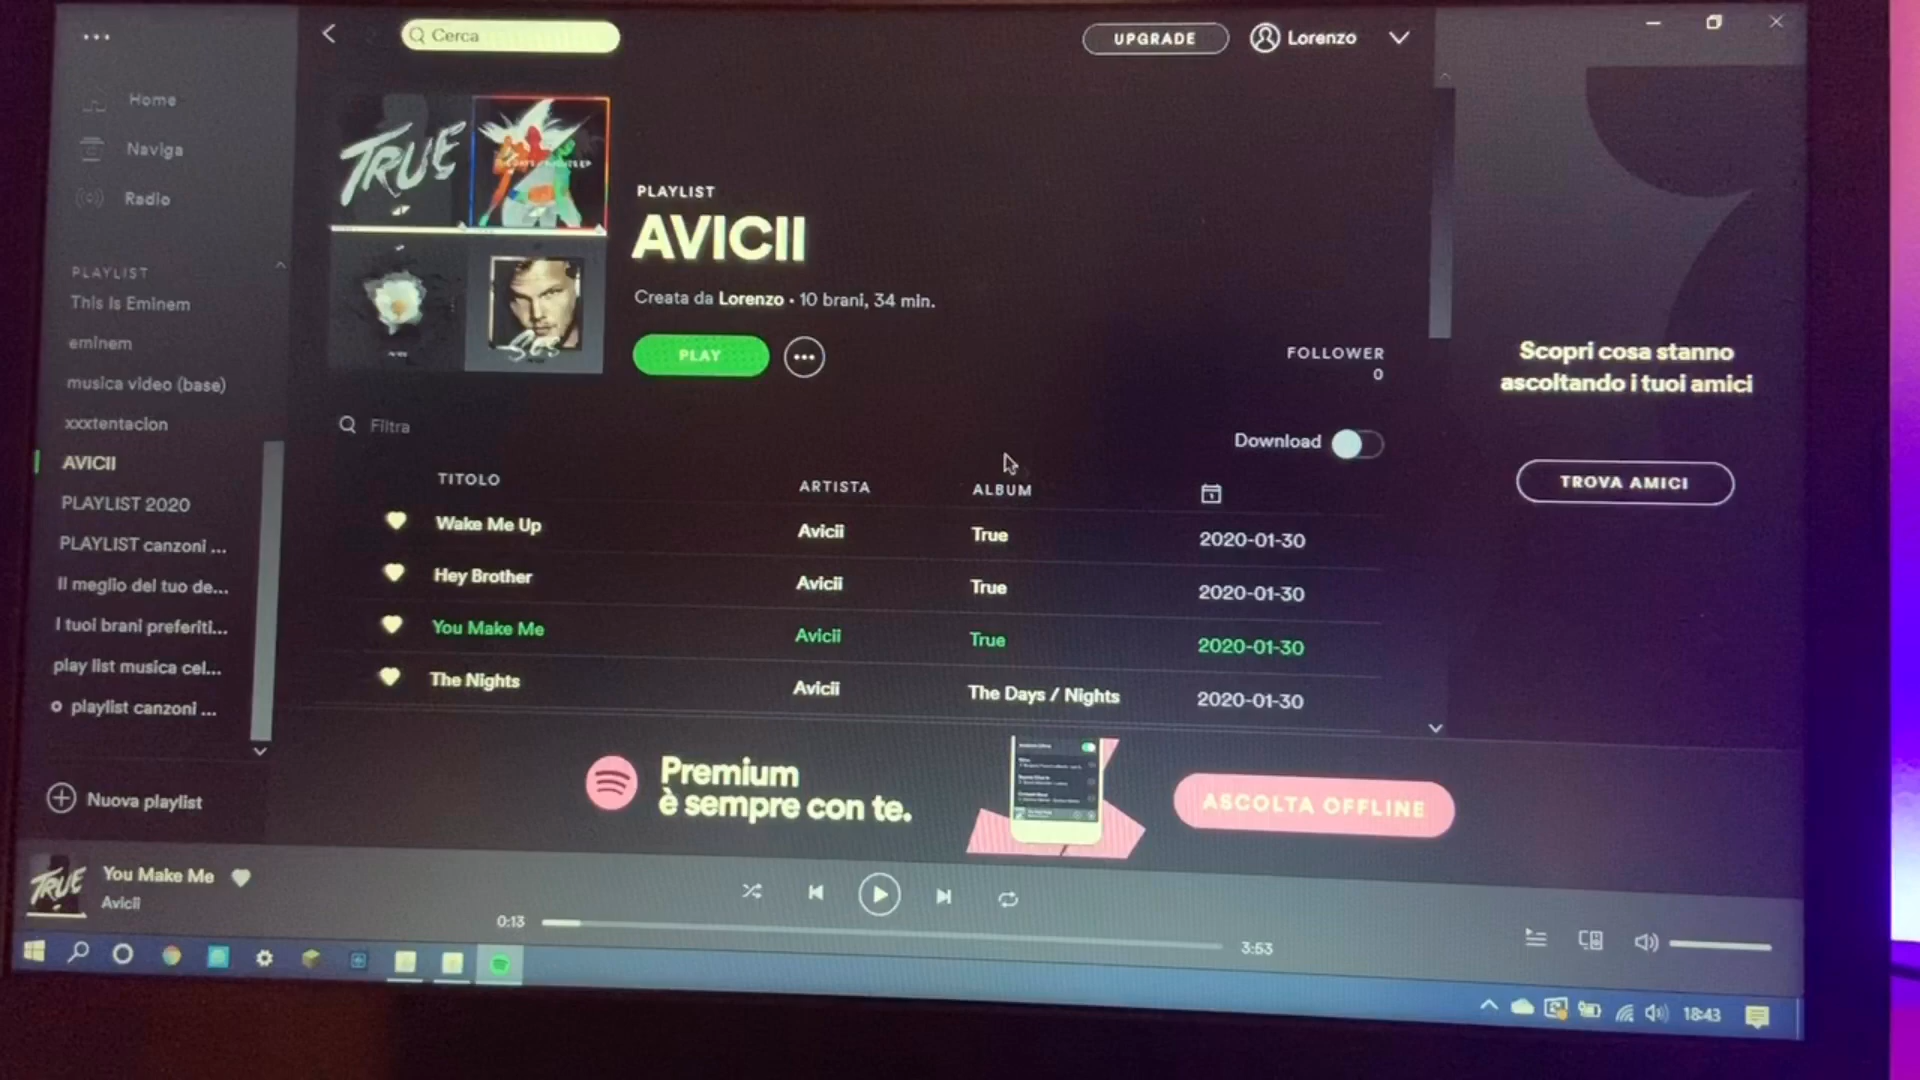 Cerca
UPGRADE
Lorenzo
Home
Naviga
Radio
PLAYLIST
This Is Eminem
eminem
musica video (base)
xxxtentacion
AVICII
PLAYLIST 2020
PLAYLIST canzoni ...
Il meglio del tuo de...
I tuoi brani preferiti...
play list musica cel...
playlist canzoni ...
Nuova playlist
TRUE
SOS
PLAYLIST
AVICII
Creata da Lorenzo • 10 brani, 34 min.
PLAY
FOLLOWER
0
Filtra
Download
TITOLO ARTISTA ALBUM
Wake Me Up Avicii True 2020-01-30
Hey Brother Avicii True 2020-01-30
You Make Me Avicii True 2020-01-30
The Nights Avicii The Days / Nights 2020-01-30
Scopri cosa stanno
ascoltando i tuoi amici
TROVA AMICI
Premium
è sempre con te.
ASCOLTA OFFLINE
TRUE
You Make Me
Avicii
0:13
3:53
18:43